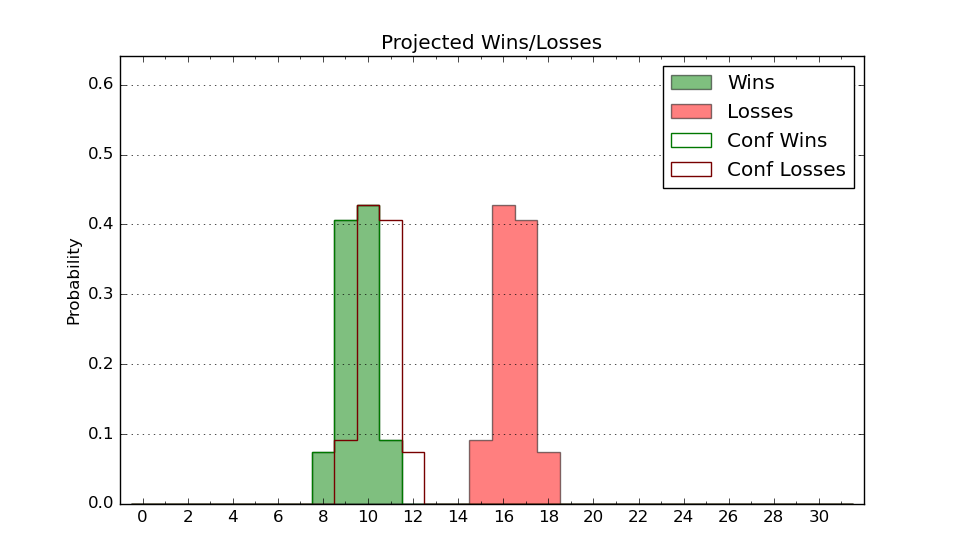 Projected Wins/Losses
Wins
Losses
Conf Wins
Conf Losses
Probability
0.6
0.5
0.4
0.3
0.2
0.1
0.0
0 2 4 6 8 10 12 14 16 18 20 22 24 26 28 30